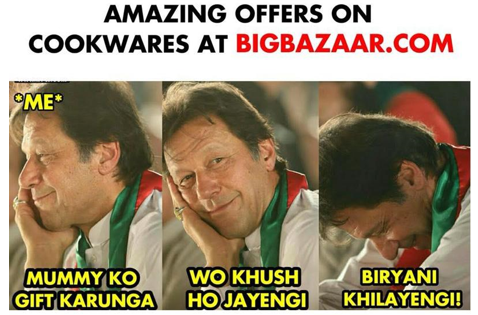 AMAZING OFFERS ON
COOKWARES AT BIGBAZAAR.COM
*ME*
MUMMY KO
GIFT KARUNGA
WO KHUSH
HO JAYENGI
BIRYANI
KHILAYENGI!